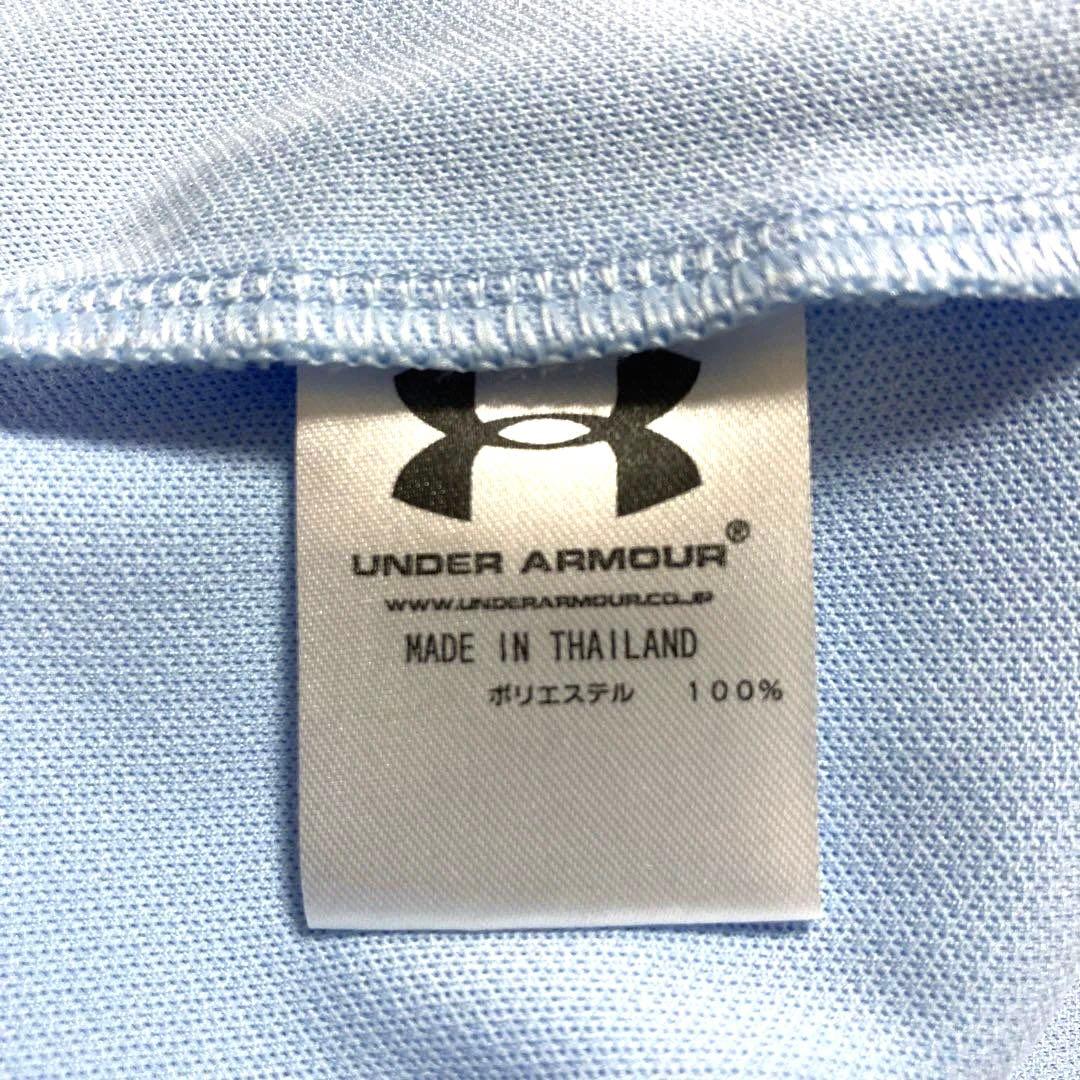 UNDER ARMOUR®
WWW.UNDERARMOUR.CO.JP
MADE IN THAILAND
ポリエステル 100%